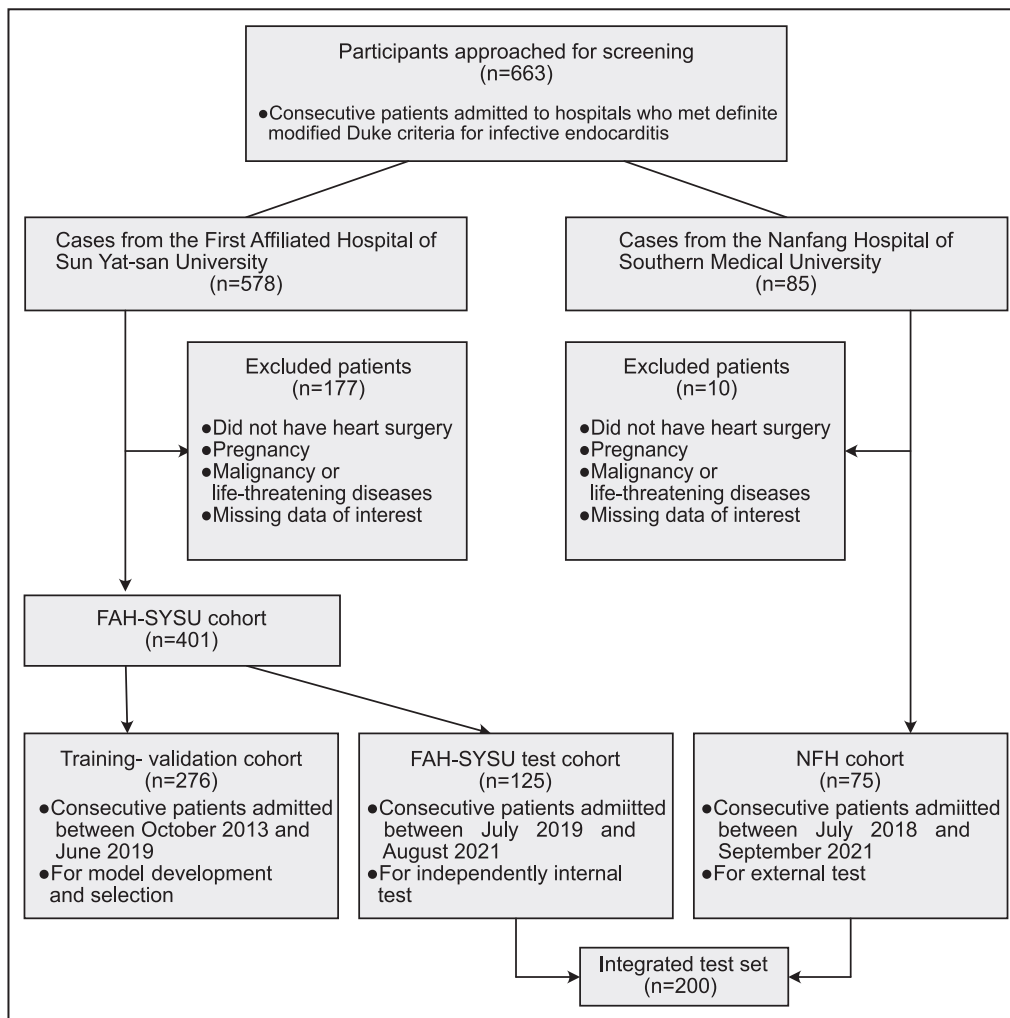 Participants approached for screening
(n=663)
●Consecutive patients admitted to hospitals who met definite
modified Duke criteria for infective endocarditis
Cases from the First Affiliated Hospital of
Sun Yat-san University
(n=578)
Cases from the Nanfang Hospital of
Southern Medical University
(n=85)
Excluded patients
(n=177)
●Did not have heart surgery
●Pregnancy
●Malignancy or
life-threatening diseases
●Missing data of interest
Excluded patients
(n=10)
●Did not have heart surgery
●Pregnancy
●Malignancy or
life-threatening diseases
●Missing data of interest
FAH-SYSU cohort
(n=401)
Training- validation cohort
(n=276)
●Consecutive patients admitted
between October 2013 and
June 2019
●For model development
and selection
FAH-SYSU test cohort
(n=125)
●Consecutive patients admiitted
between July 2019 and
August 2021
●For independently internal
test
NFH cohort
(n=75)
●Consecutive patients admiitted
between July 2018 and
September 2021
●For external test
Integrated test set
(n=200)